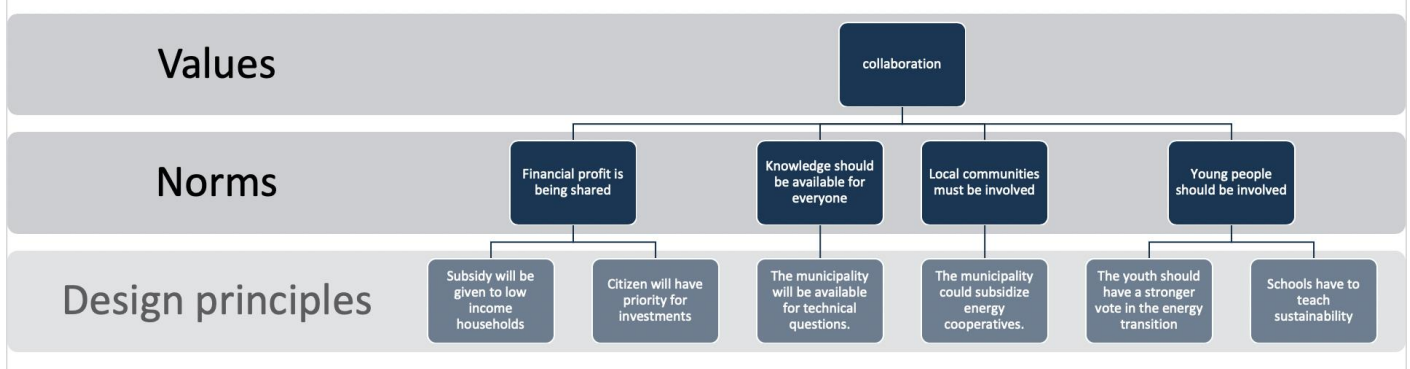 Values
collaboration
Norms
Financial profit is
being shared
Knowledge should
be available for
everyone
Local communities
must be involved
Young people
should be involved
Design principles
Subsidy will be
given to low
income
households
Citizen will have
priority for
investments
The municipality
will be available
for technical
questions.
The municipality
could subsidize
energy
cooperatives.
The youth should
have a stronger
vote in the energy
transition
Schools have to
teach
sustainability